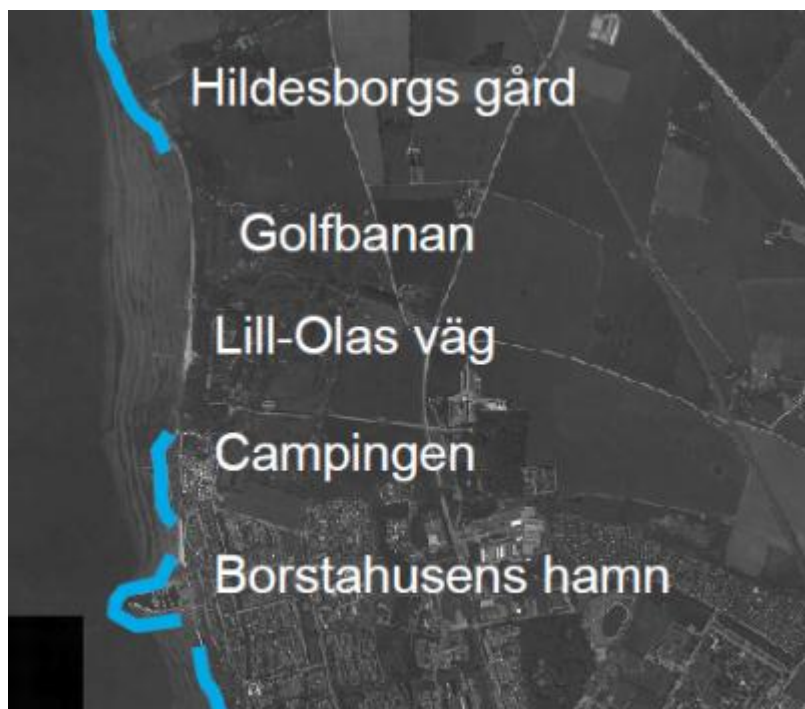 Hildesborgs gård
Golfbanan
Lill-Olas väg
Campingen
Borstahusens hamn